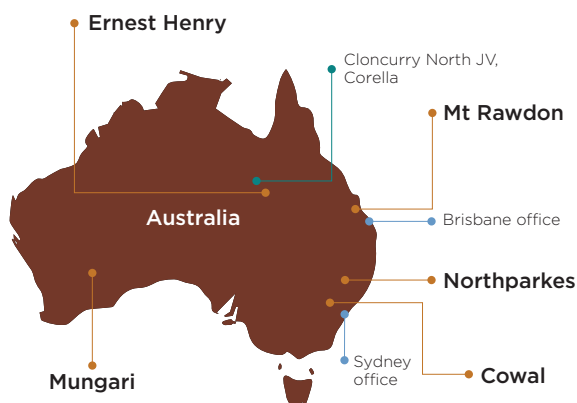 Ernest Henry
Cloncurry North JV,
Corella
Mt Rawdon
Australia
Brisbane office
Northparkes
Sydney
office
Cowal
Mungari